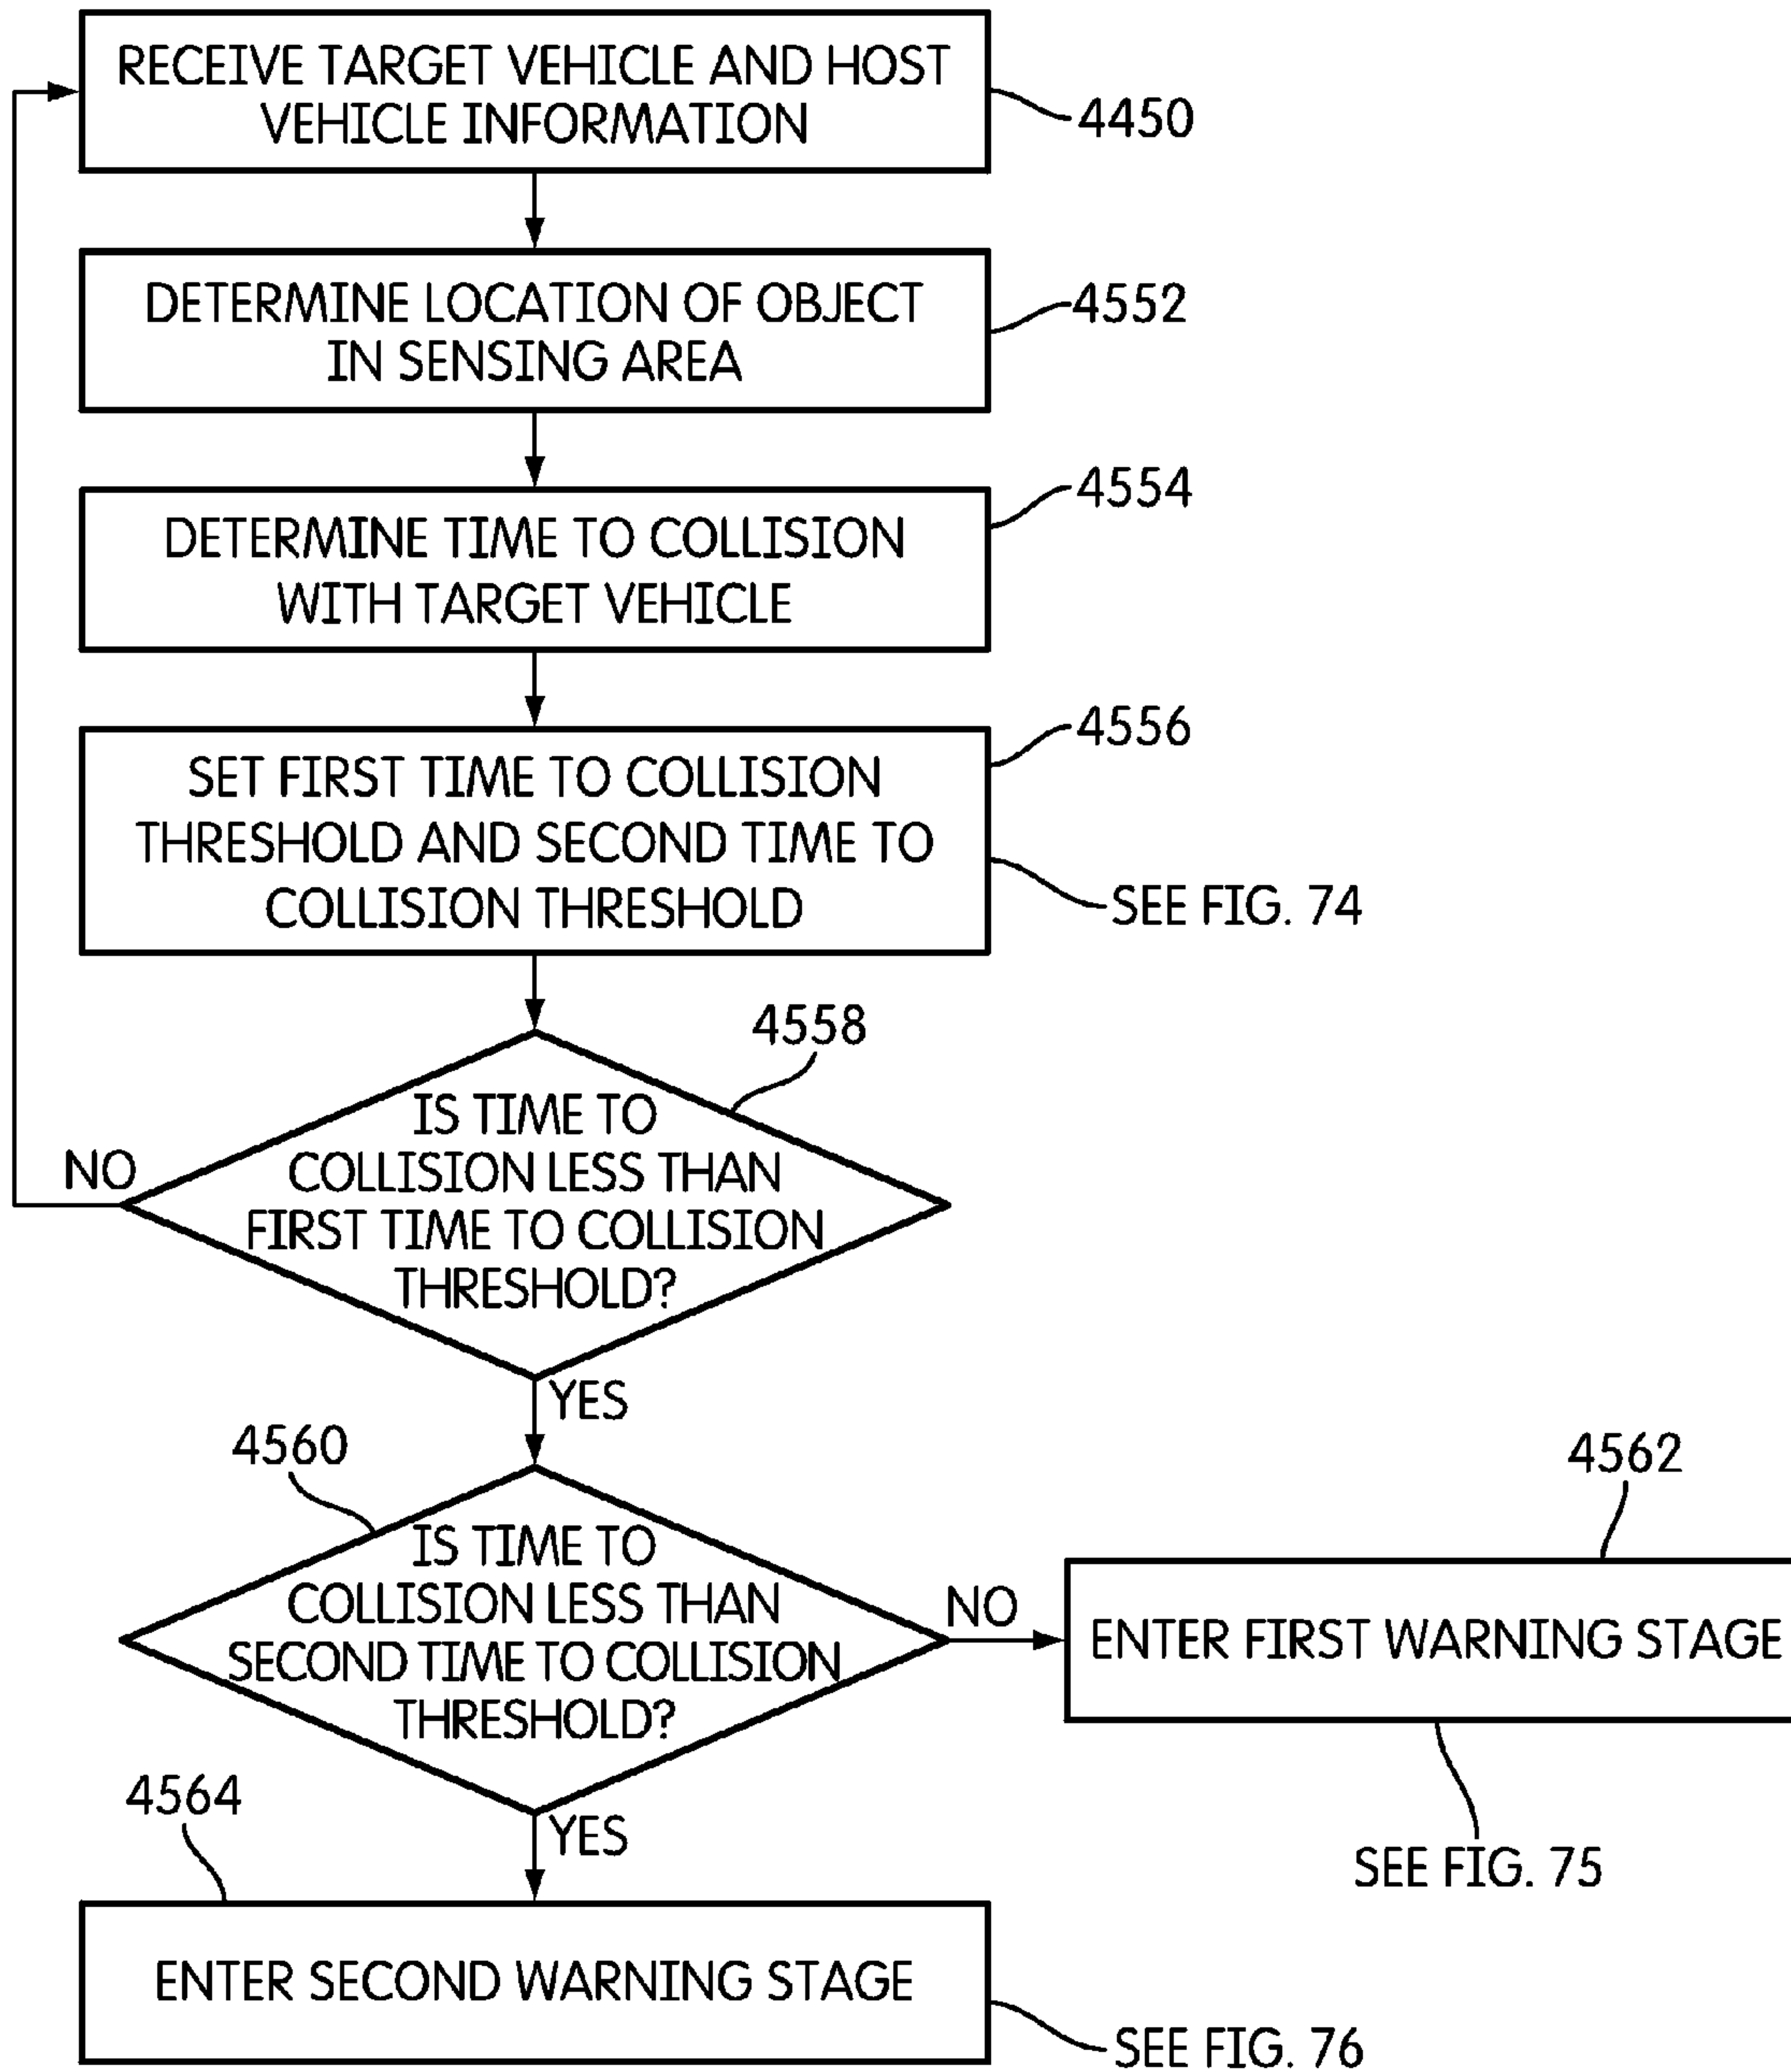 RECEIVE TARGET VEHICLE AND HOST
VEHICLE INFORMATION
4450
DETERMINE LOCATION OF OBJECT
IN SENSING AREA
4552
DETERMINE TIME TO COLLISION
WITH TARGET VEHICLE
4554
SET FIRST TIME TO COLLISION
THRESHOLD AND SECOND TIME TO
COLLISION THRESHOLD
4556
SEE FIG. 74
4558
IS TIME TO
COLLISION LESS THAN
FIRST TIME TO COLLISION
THRESHOLD?
NO
YES
4560
IS TIME TO
COLLISION LESS THAN
SECOND TIME TO COLLISION
THRESHOLD?
NO
4562
ENTER FIRST WARNING STAGE
SEE FIG. 75
YES
4564
ENTER SECOND WARNING STAGE
SEE FIG. 76